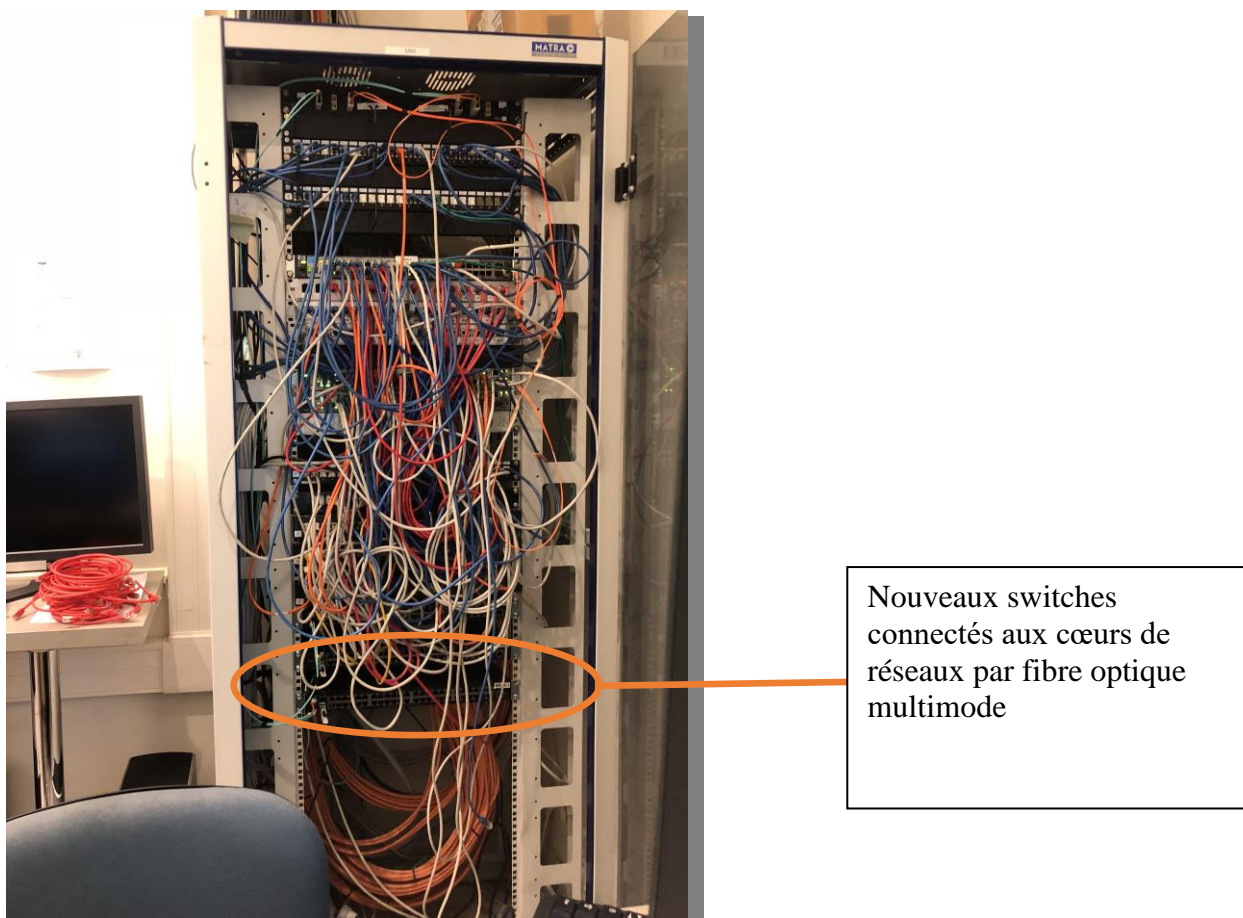 MATRA
Nouveaux switches
connectés aux cœurs de
réseaux par fibre optique
multimode